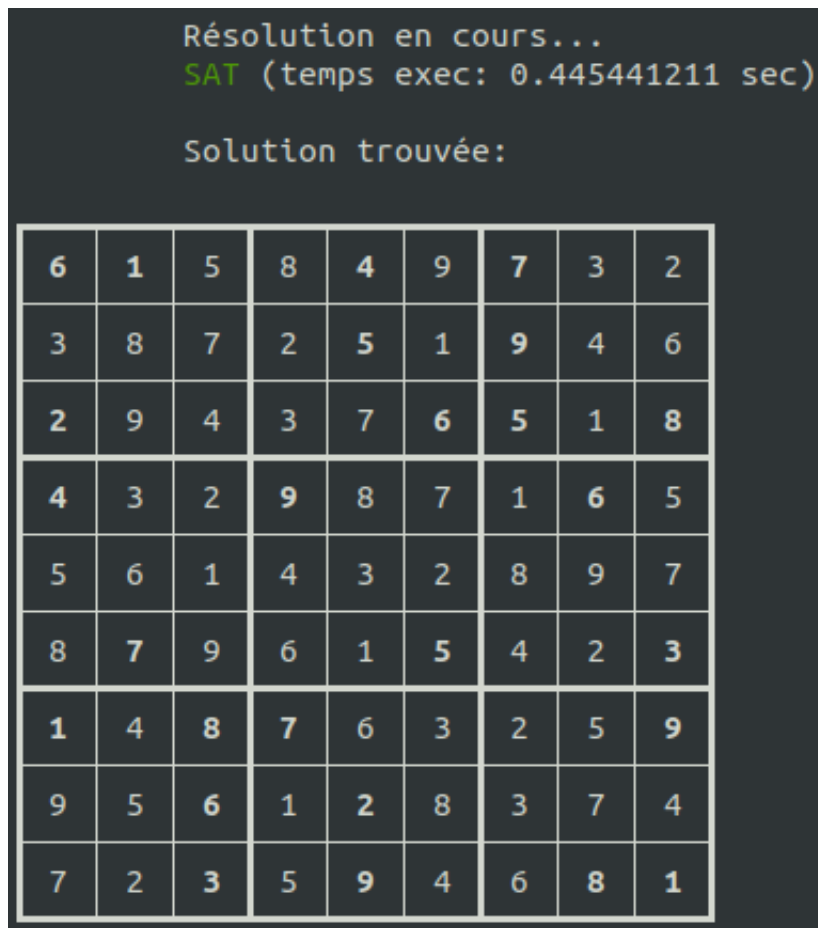 Résolution en cours...
SAT (temps exec: 0.445441211 sec)
Solution trouvée:
6 1 5 8 4 9 7 3 2
3 8 7 2 5 1 9 4 6
2 9 4 3 7 6 5 1 8
4 3 2 9 8 7 1 6 5
5 6 1 4 3 2 8 9 7
8 7 9 6 1 5 4 2 3
1 4 8 7 6 3 2 5 9
9 5 6 1 2 8 3 7 4
7 2 3 5 9 4 6 8 1